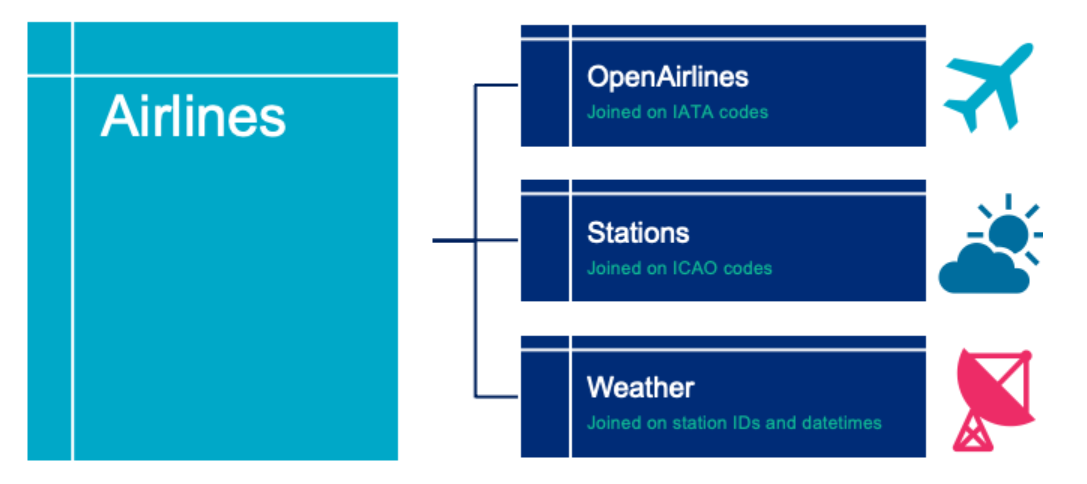 Airlines
OpenAirlines
Joined on IATA codes
Stations
Joined on ICAO codes
Weather
Joined on station IDs and datetimes